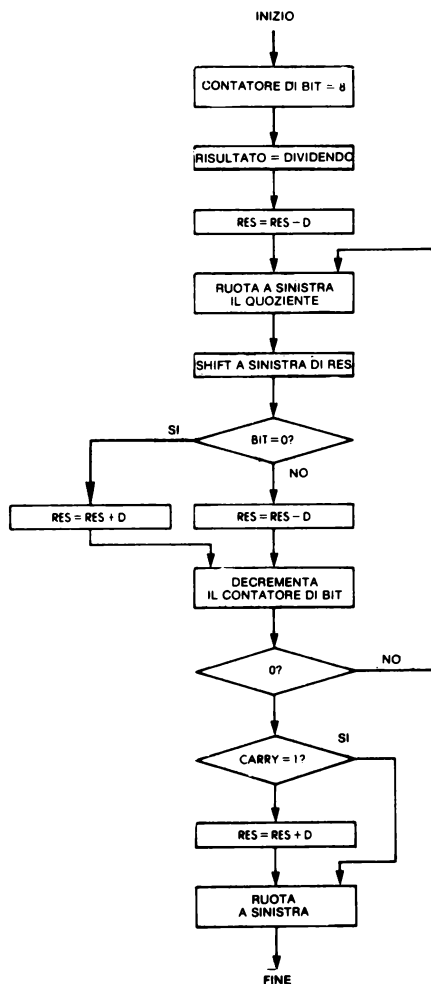 INIZIO
CONTATORE DI BIT = 8
RISULTATO = DIVIDENDO
RES = RES – D
RUOTA A SINISTRA
IL QUOZIENTE
SHIFT A SINISTRA DI RES
SI
BIT = 0?
NO
RES = RES + D
RES = RES – D
DECREMENTA
IL CONTATORE DI BIT
0?
NO
SI
CARRY = 1?
RES = RES + D
RUOTA
A SINISTRA
FINE